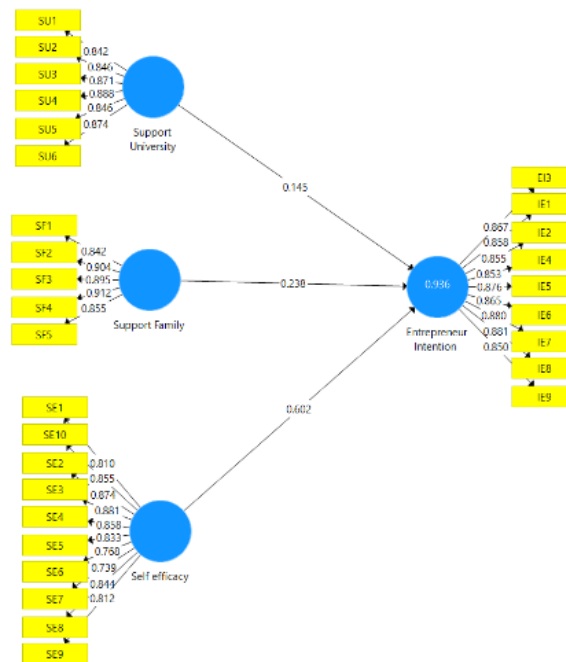 SU1
SU2
SU3
SU4
SU5
SU6
0.842
0.846
0.871
0.888
0.846
0.874
Support
University
0.145
SF1
SF2
SF3
SF4
SF5
0.842
0.904
0.895
0.912
0.855
Support Family
0.238
SE1
SE10
SE2
SE3
SE4
SE5
SE6
SE7
SE8
SE9
0.810
0.855
0.874
0.881
0.858
0.833
0.768
0.739
0.844
0.812
Self efficacy
0.602
0.936
Entrepreneur
Intention
0.867
0.858
0.855
0.853
0.876
0.865
0.880
0.881
0.850
EI3
IE1
IE2
IE4
IE5
IE6
IE7
IE8
IE9